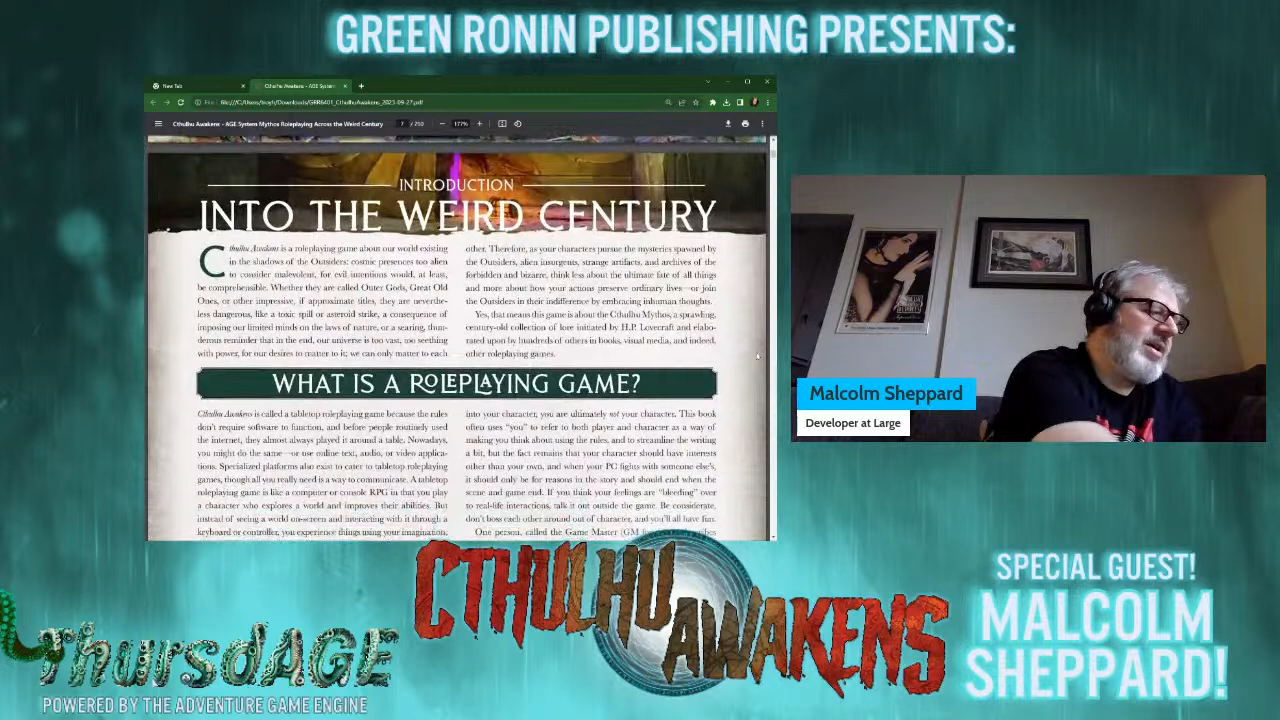 GREEN RONIN PUBLISHING PRESENTS:
New Tab
Cthulhu Awakens - AGE System
Cthulhu Awakens - AGE System Mythos Roleplaying Across the Weird Century
7 / 290
177%
INTRODUCTION
INTO THE WEIRD CENTURY
Cthulhu Awakens is a roleplaying game about our world existing
in the shadows of the Outsiders: cosmic presences too alien
to consider malevolent, for evil intentions would, at least,
be comprehensible. Whether they are called Outer Gods, Great Old
Ones, or other impressive, if approximate titles, they are neverthe-
less dangerous, like a toxic spill or asteroid strike, a consequence of
imposing our limited minds on the laws of nature, or a searing, thun-
derous reminder that in the end, our universe is too vast, too seething
with power, for our desires to matter to it; we can only matter to each
other. Therefore, as your characters pursue the mysteries spawned by
the Outsiders, alien insurgents, strange artifacts, and archives of the
forbidden and bizarre, think less about the ultimate fate of all things
and more about how your actions preserve ordinary lives—or join
the Outsiders in their indifference by embracing inhuman thoughts.
Yes, that means this game is about the Cthulhu Mythos, a sprawling,
century-old collection of lore initiated by H.P. Lovecraft and elabo-
rated upon by hundreds of others in books, visual media, and indeed,
other roleplaying games.
WHAT IS A ROLEPLAYING GAME?
Cthulhu Awakens is called a tabletop roleplaying game because the rules
don't require software to function, and before people routinely used
the internet, they almost always played it around a table. Nowadays,
you might do the same—or use online text, audio, or video applica-
tions. Specialized platforms also exist to cater to tabletop roleplaying
games, though all you really need is a way to communicate. A tabletop
roleplaying game is like a computer or console RPG in that you play
a character who explores a world and improves their abilities. But
instead of seeing a world on-screen and interacting with it through a
keyboard or controller, you experience things using your imagination,
into your character, you are ultimately not your character. This book
often uses "you" to refer to both player and character as a way of
making you think about using the rules, and to streamline the writing
a bit, but the fact remains that your character should have interests
other than your own, and when your PC fights with someone else's,
it should only be for reasons in the story and should end when the
scene and game end. If you think your feelings are "bleeding" over
to real-life interactions, talk it out outside the game. Be considerate,
don't boss each other around out of character, and you'll all have fun.
One person, called the Game Master (GM
Malcolm Sheppard
Developer at Large
CTHULHU
AWAKENS
ThursdAGE
POWERED BY THE ADVENTURE GAME ENGINE
SPECIAL GUEST!
MALCOLM
SHEPPARD!